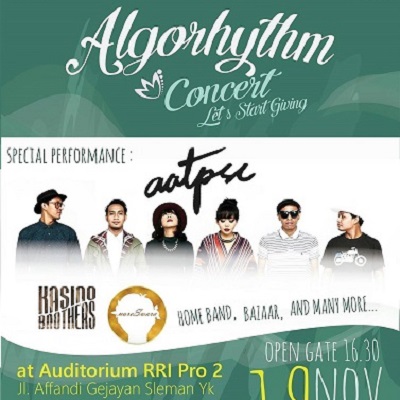 Algorhythm
Concert
Let's Start Giving
SPECIAL PERFORMANCE :
aatpsc
KASINO
BROTHERS
HOME BAND, BAZAAR, AND MANY MORE...
OPEN GATE 16.30
at Auditorium RRI Pro 2
Jl. Affandi Gejayan Sleman Yk
19 NOV